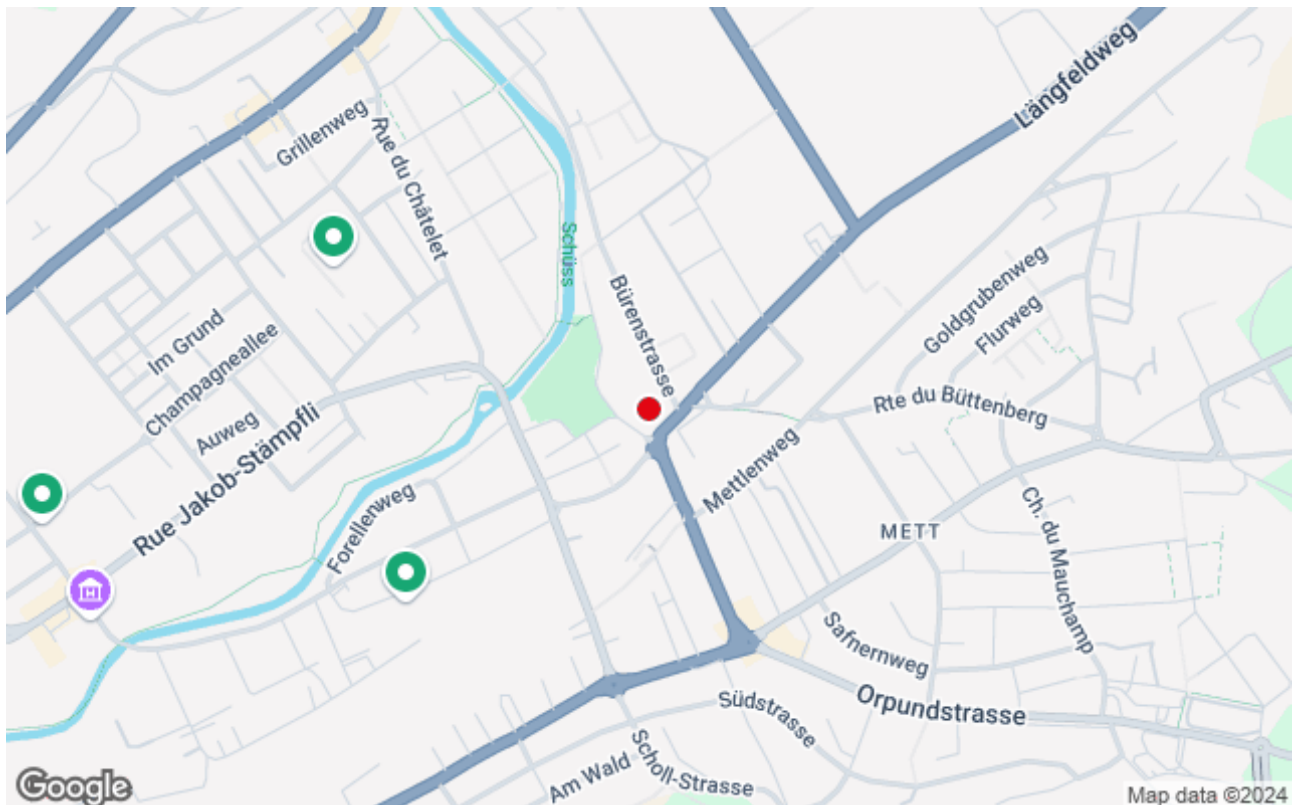 Längfeldweg
Grillenweg
Rue du Châtelet
Schüss
Bürenstrasse
Goldgrubenweg
Flurweg
Im Grund
Champagneallee
Auweg
Rte du Büttenberg
Rue Jakob-Stämpfli
Mettlenweg
Forellenweg
METT
Ch. du Mauchamp
H
Safnernweg
Orpundstrasse
Südstrasse
Scholl-Strasse
Am Wald
Google
Map data ©2024